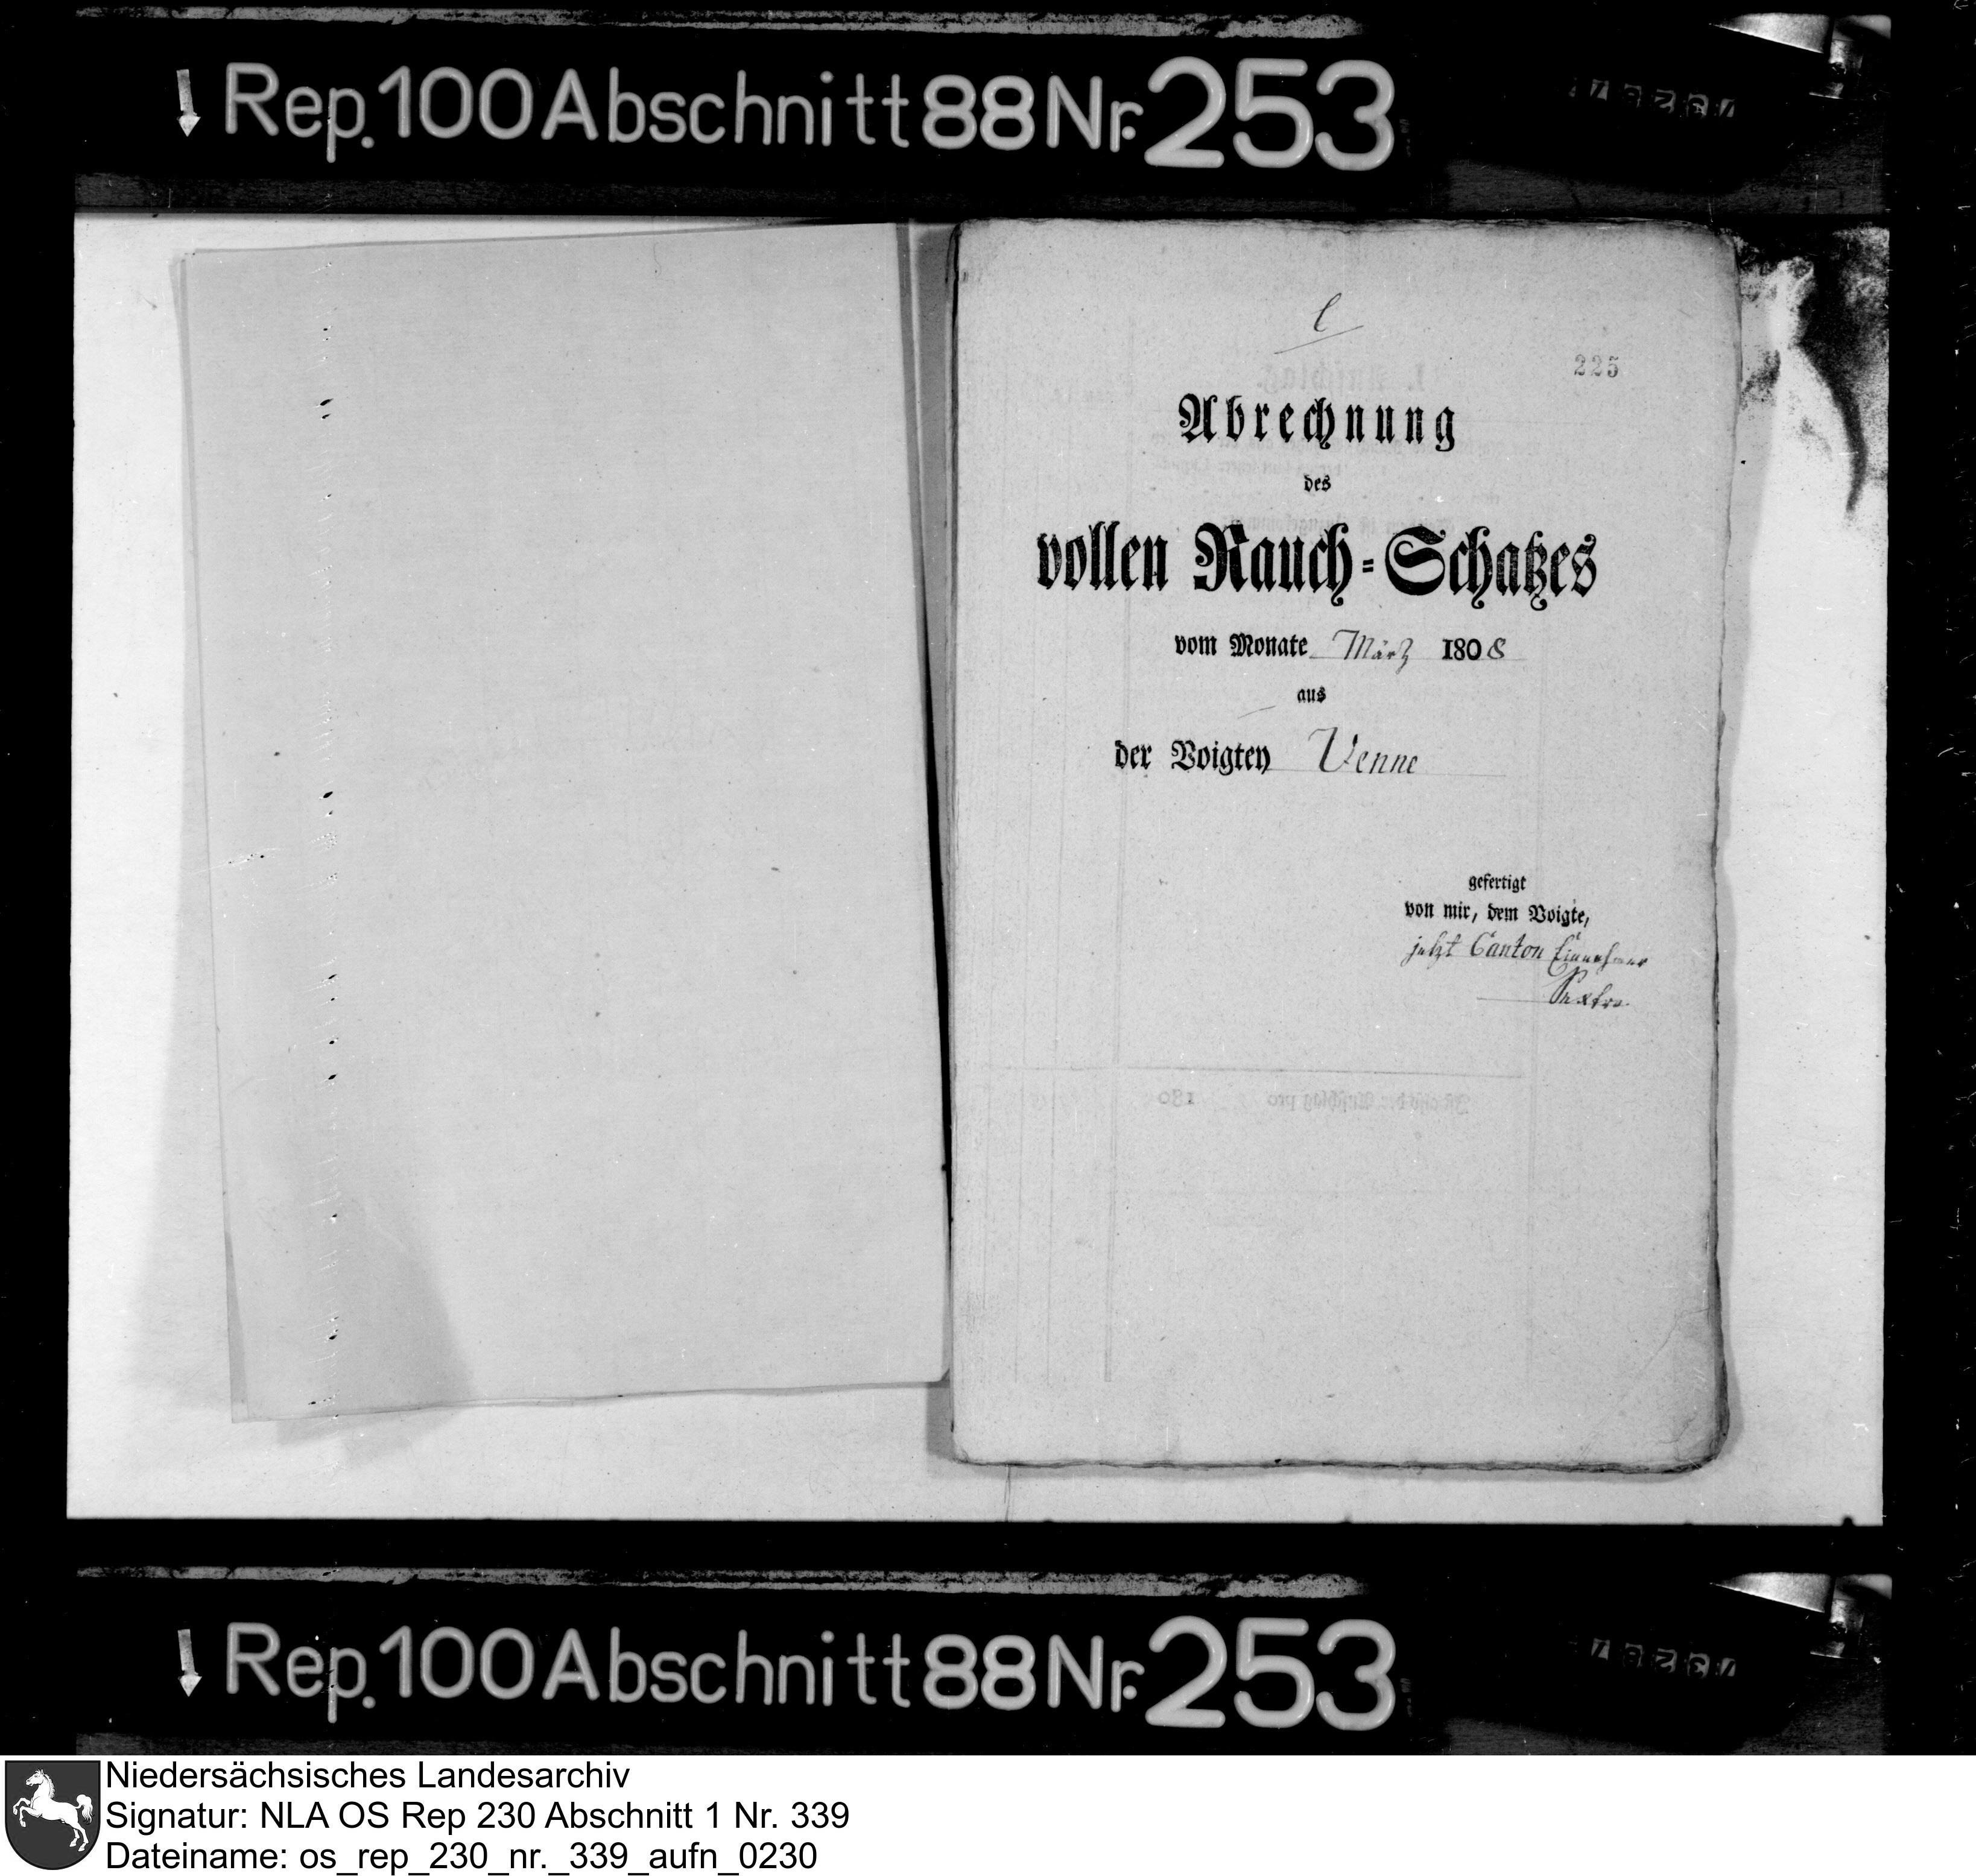 Rep. 100 Abschnitt 88 Nr. 253
225
Abrechnung
des
vollen Rauch-Schatzes
vom Monate März 1808
aus
der Voigtey Venne
gefertigt
von mir, dem Voigte,
jetzt Canton Einnehmer
Rep. 100 Abschnitt 88 Nr. 253
Niedersächsisches Landesarchiv
Signatur: NLA OS Rep 230 Abschnitt 1 Nr. 339
Dateiname: os_rep_230_nr._339_aufn_0230